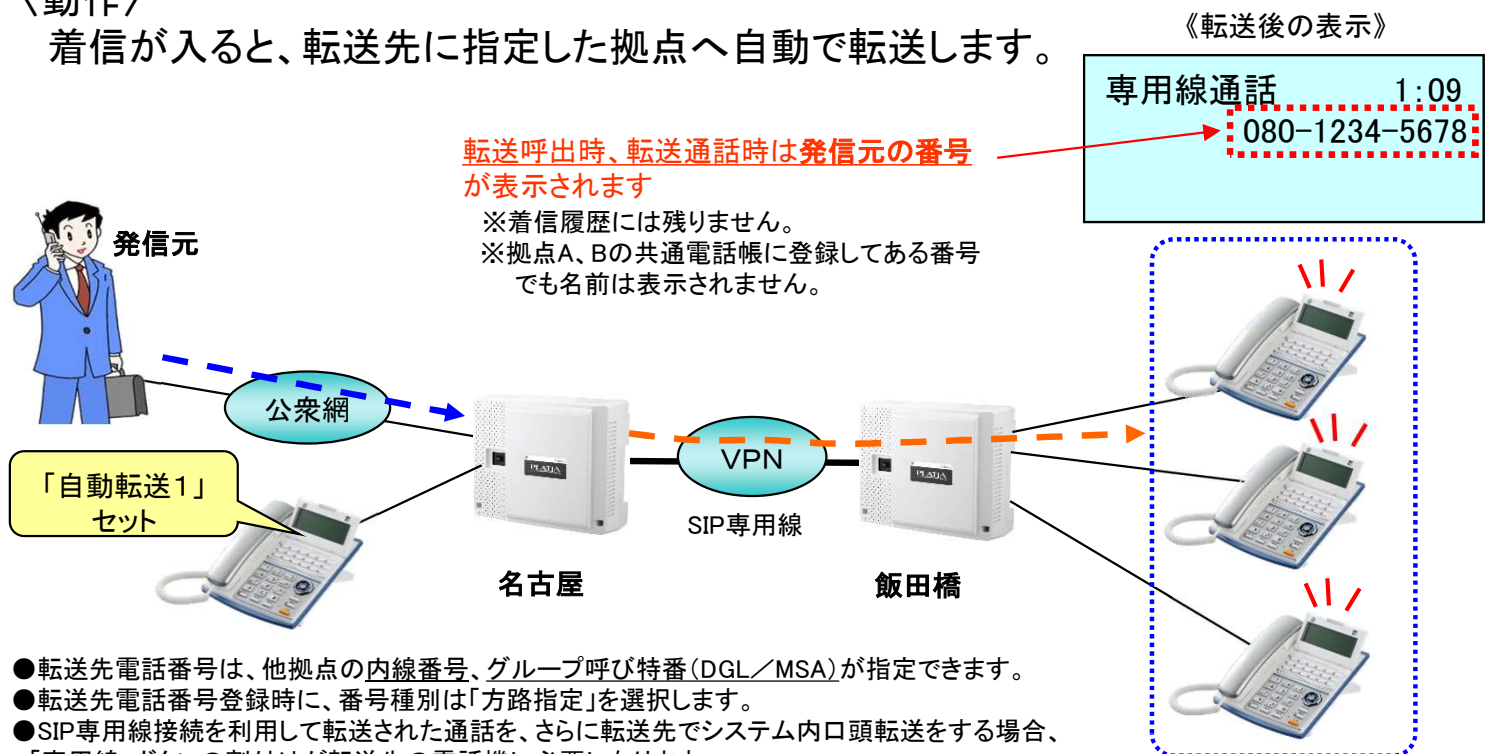 〈動作〉
着信が入ると、転送先に指定した拠点へ自動で転送します。
《転送後の表示》
専用線通話 1:09
080-1234-5678
転送呼出時、転送通話時は発信元の番号
が表示されます
※着信履歴には残りません。
※拠点A、Bの共通電話帳に登録してある番号
でも名前は表示されません。
発信元
公衆網
「自動転送1」
セット
PLATIA
VPN
PLATIA
SIP専用線
名古屋
飯田橋
●転送先電話番号は、他拠点の内線番号、グループ呼び特番(DGL/MSA)が指定できます。
●転送先電話番号登録時に、番号種別は「方路指定」を選択します。
●SIP専用線接続を利用して転送された通話を、さらに転送先でシステム内口頭転送をする場合、